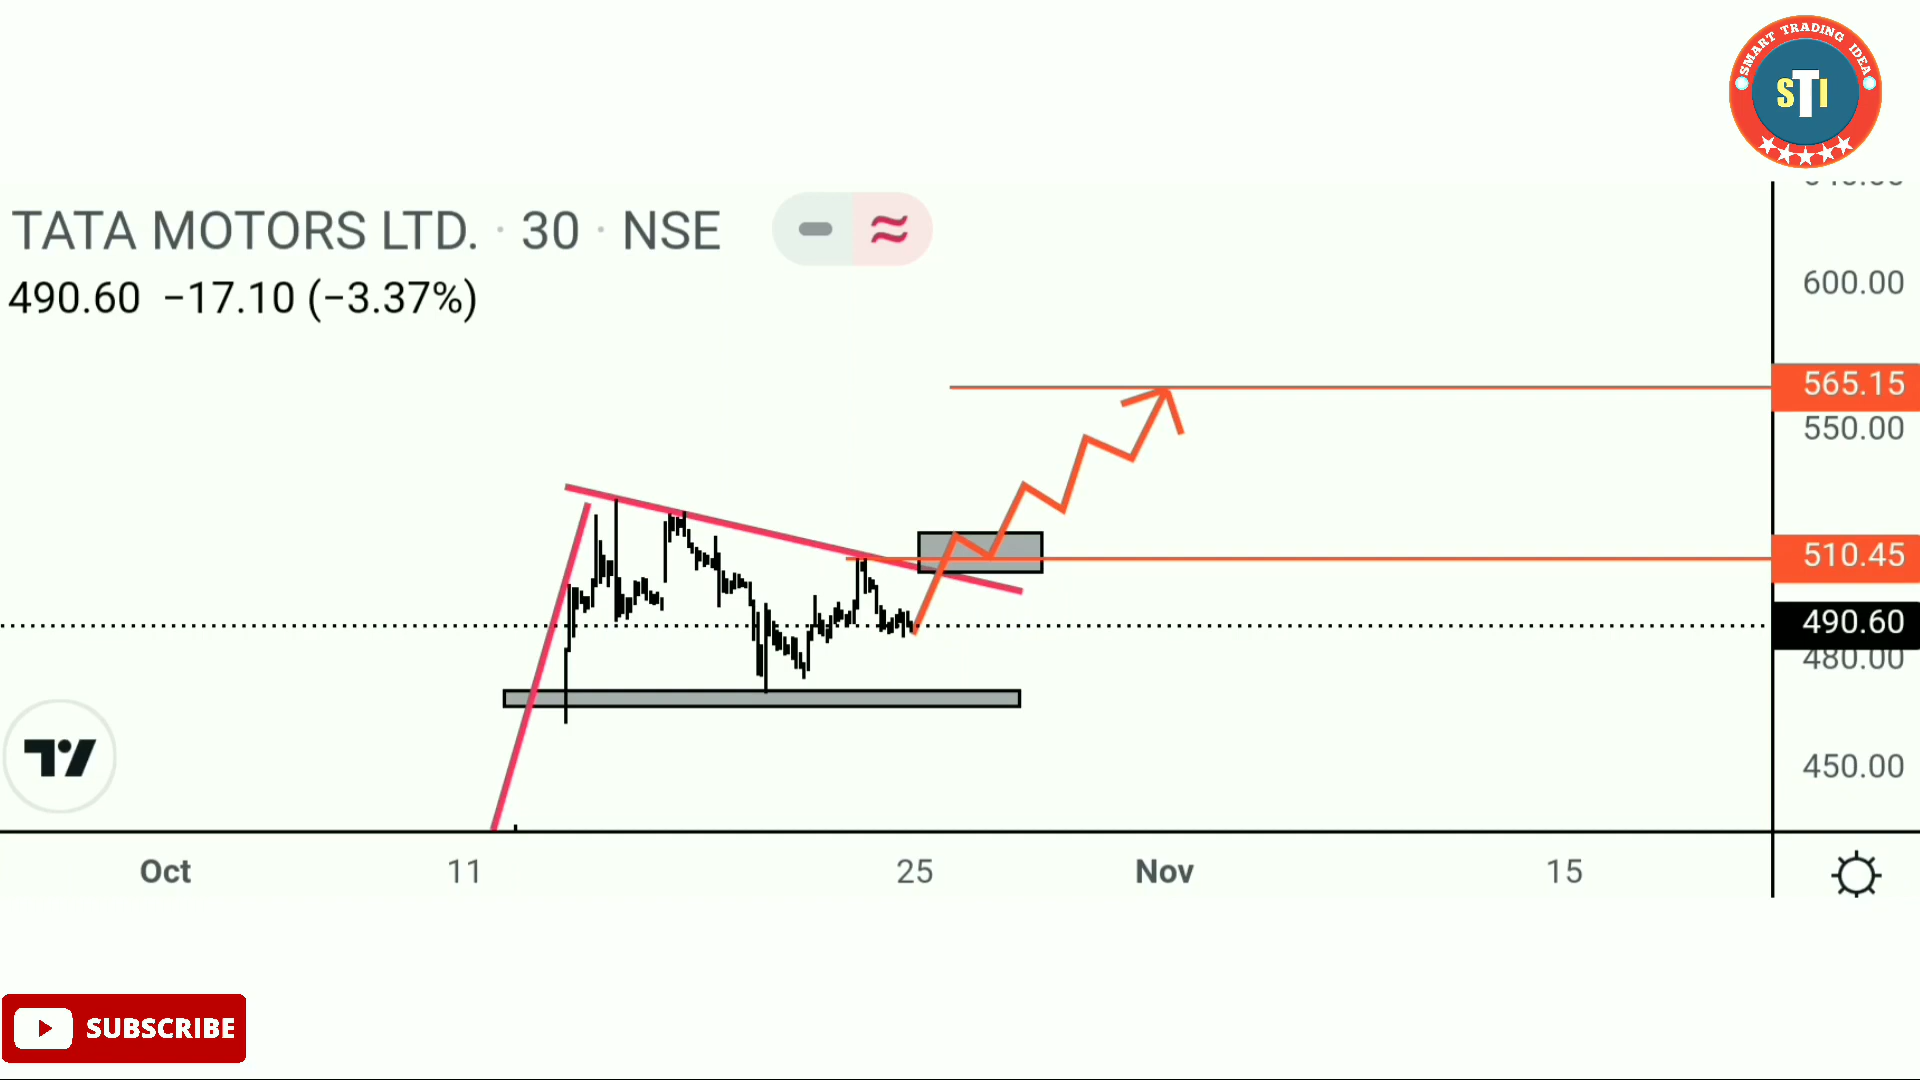 SMART TRADING IDEA
STI
TATA MOTORS LTD. · 30 · NSE
490.60 −17.10 (−3.37%)
600.00
565.15
550.00
510.45
490.60
480.00
450.00
Oct 11 25 Nov 15
SUBSCRIBE